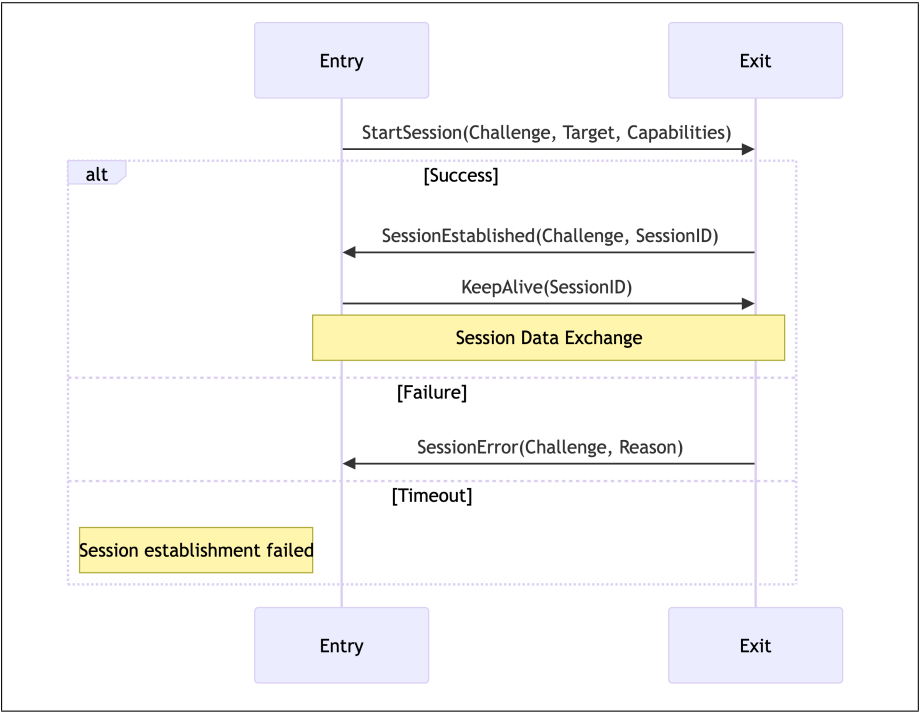 Entry
Exit
StartSession(Challenge, Target, Capabilities)
alt
[Success]
SessionEstablished(Challenge, SessionID)
KeepAlive(SessionID)
Session Data Exchange
[Failure]
SessionError(Challenge, Reason)
[Timeout]
Session establishment failed
Entry
Exit